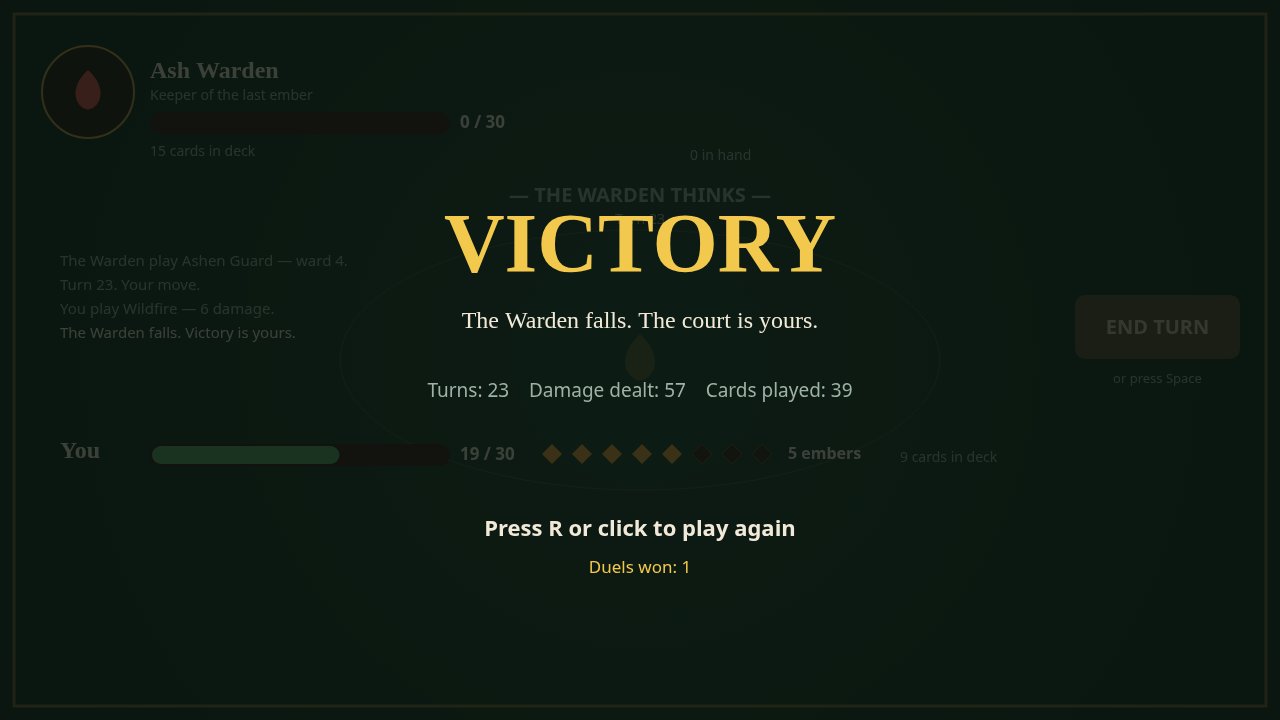 Ash Warden
Keeper of the last ember
0 / 30
15 cards in deck
0 in hand
— THE WARDEN THINKS —
VICTORY
The Warden play Ashen Guard — ward 4.
Turn 23. Your move.
You play Wildfire — 6 damage.
The Warden falls. Victory is yours.
The Warden falls. The court is yours.
END TURN
or press Space
Turns: 23 Damage dealt: 57 Cards played: 39
You
19 / 30
5 embers
9 cards in deck
Press R or click to play again
Duels won: 1